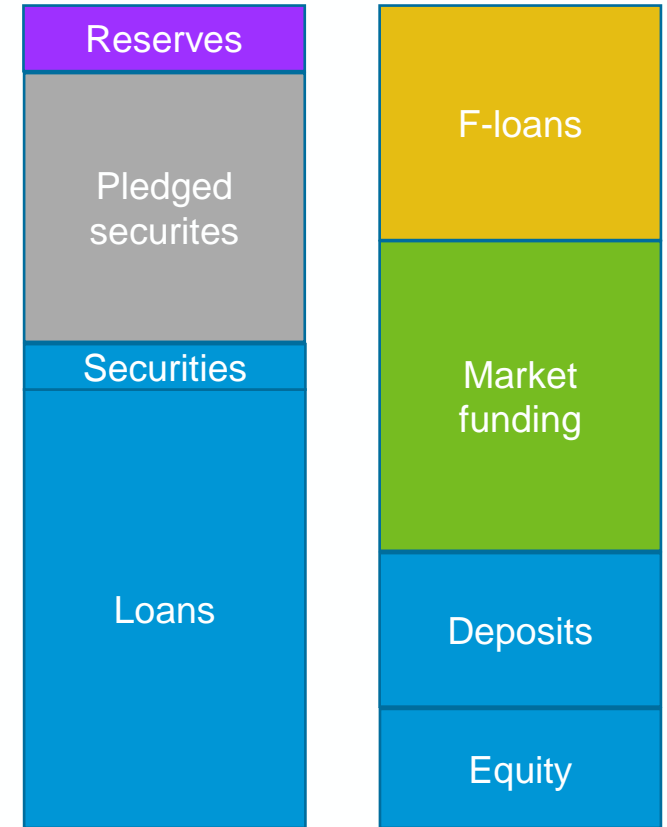 Reserves
Pledged
securites
Securities
Loans
F-loans
Market
funding
Deposits
Equity